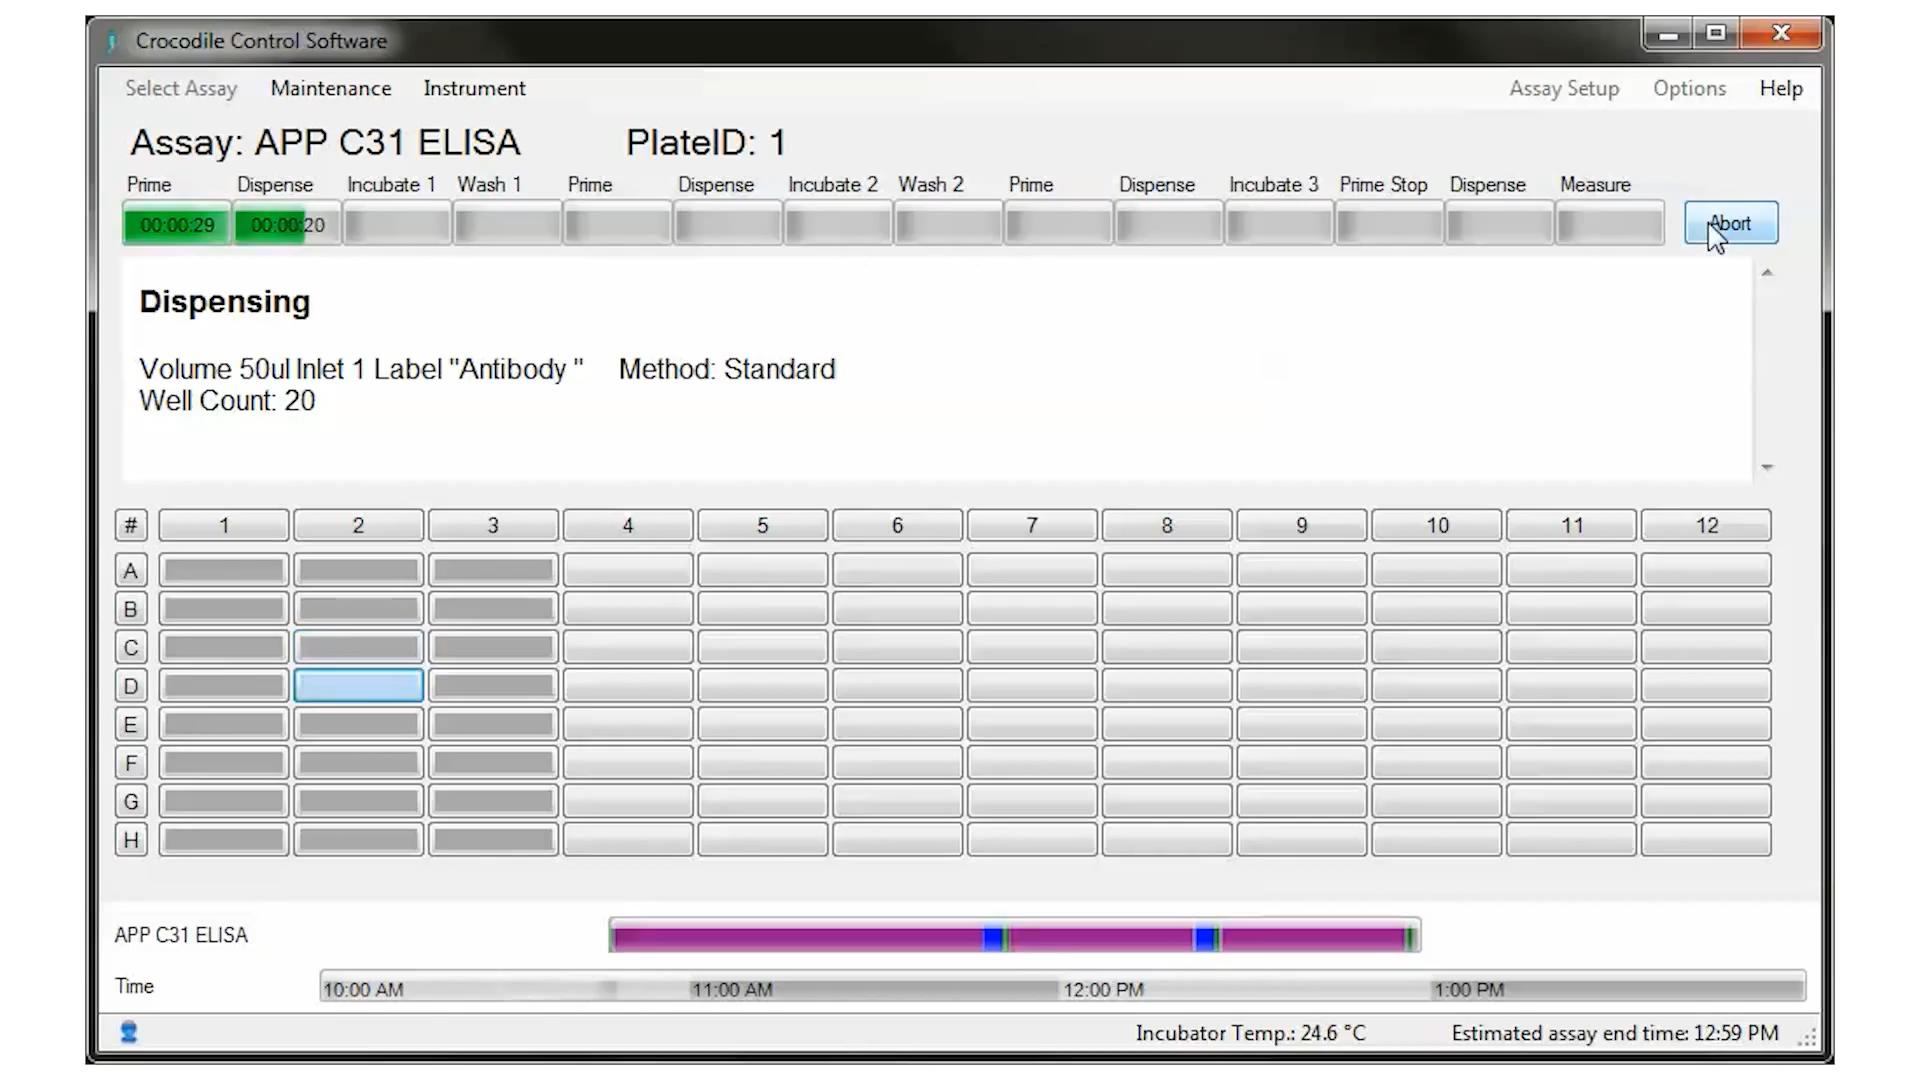 Crocodile Control Software
Select Assay Maintenance Instrument Assay Setup Options Help
Assay: APP C31 ELISA PlateID: 1
Prime Dispense Incubate 1 Wash 1 Prime Dispense Incubate 2 Wash 2 Prime Dispense Incubate 3 Prime Stop Dispense Measure
00:00:29 00:00:20 Abort
Dispensing
Volume 50ul Inlet 1 Label "Antibody " Method: Standard
Well Count: 20
# 1 2 3 4 5 6 7 8 9 10 11 12
A
B
C
D
E
F
G
H
APP C31 ELISA
Time 10:00 AM 11:00 AM 12:00 PM 1:00 PM
Incubator Temp.: 24.6 °C Estimated assay end time: 12:59 PM